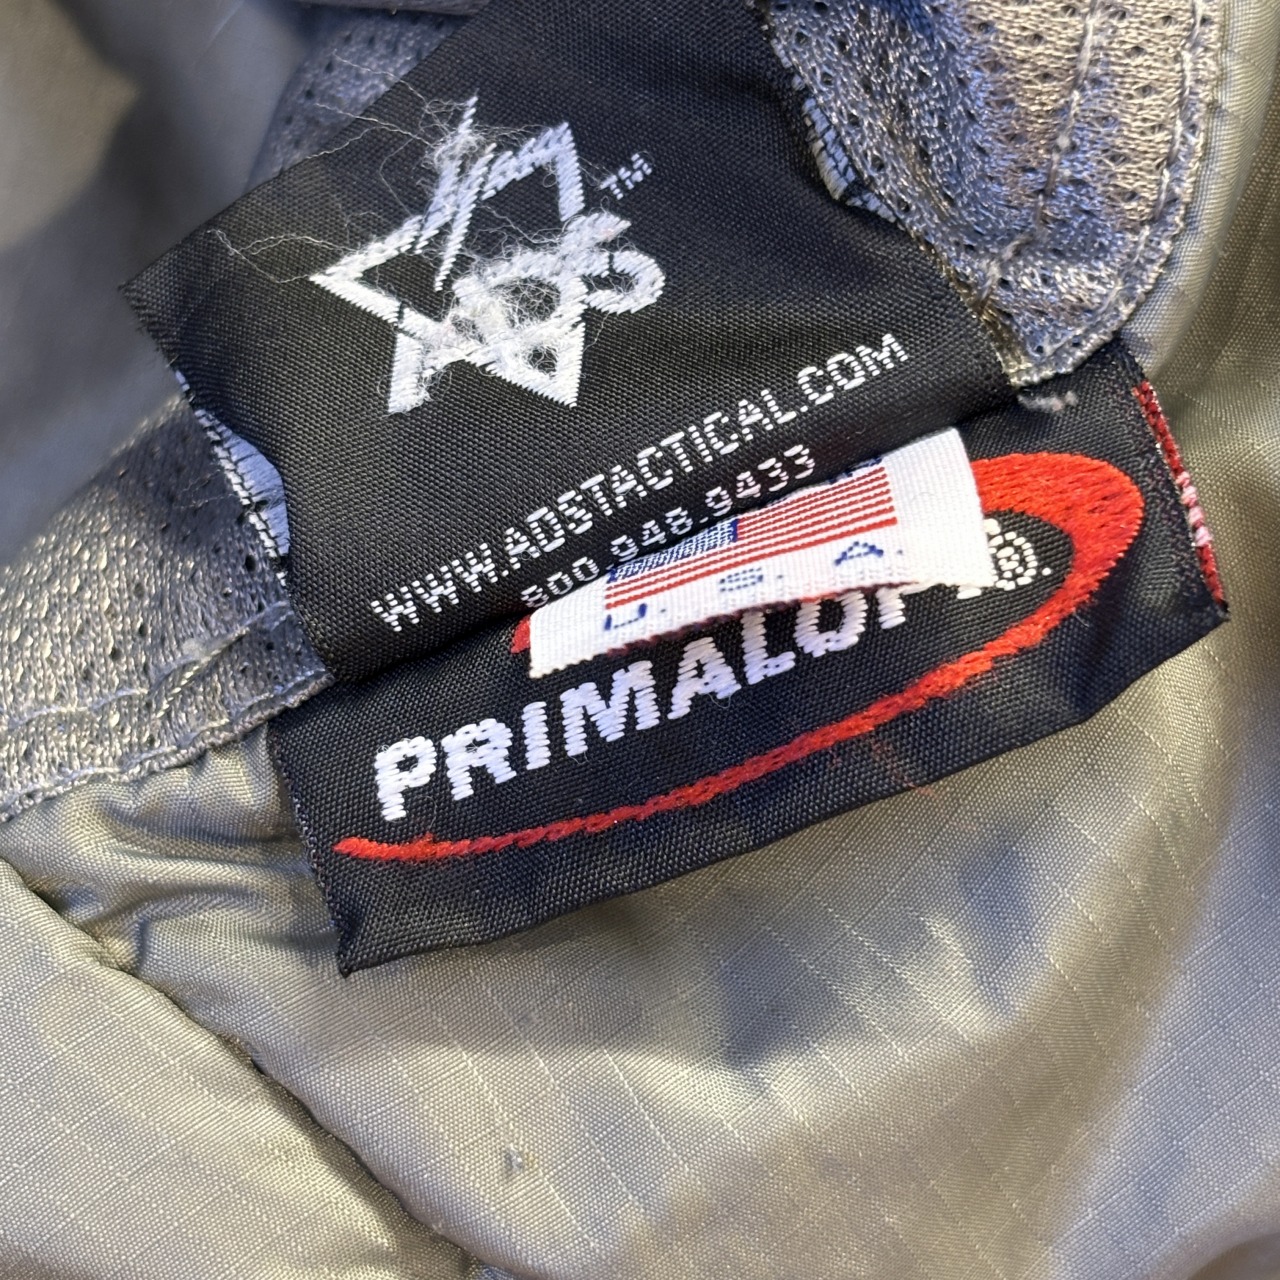 ADS™
WWW.ADSTACTICAL.COM
800.948.9433
U. S. A.
PRIMALOFT®